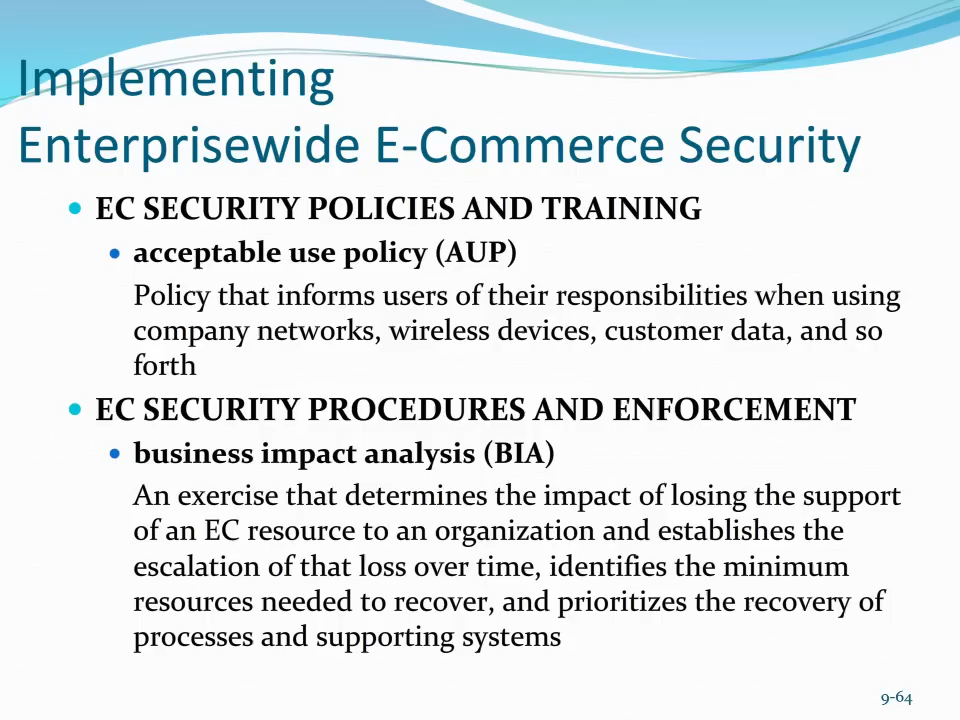 Implementing
Enterprisewide E-Commerce Security
• EC SECURITY POLICIES AND TRAINING
• acceptable use policy (AUP)
Policy that informs users of their responsibilities when using
company networks, wireless devices, customer data, and so
forth
• EC SECURITY PROCEDURES AND ENFORCEMENT
• business impact analysis (BIA)
An exercise that determines the impact of losing the support
of an EC resource to an organization and establishes the
escalation of that loss over time, identifies the minimum
resources needed to recover, and prioritizes the recovery of
processes and supporting systems
9-64